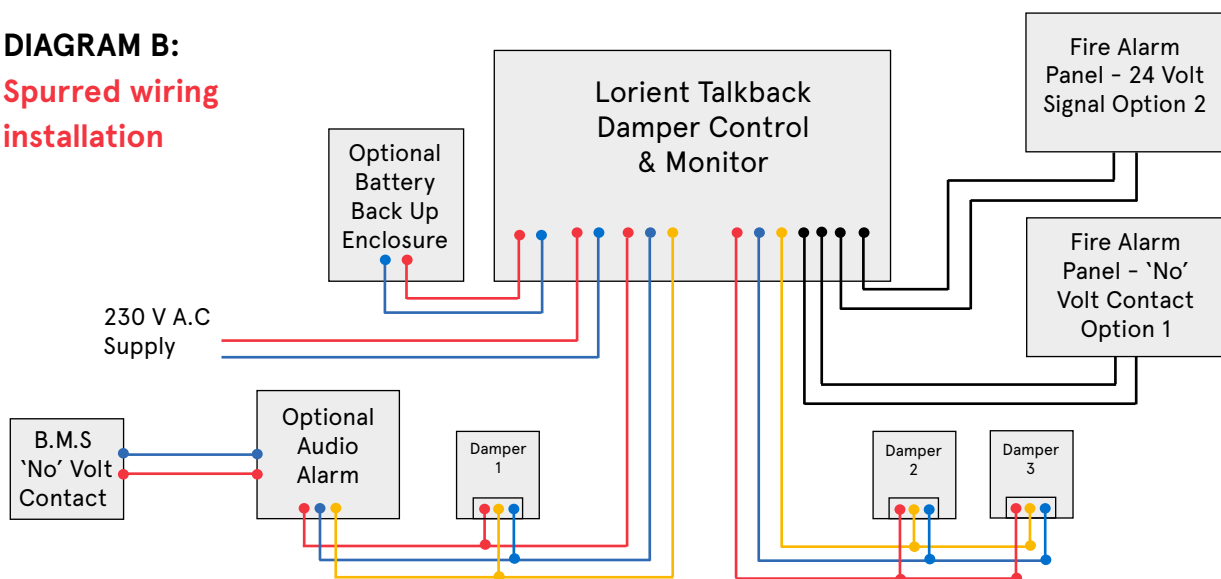 DIAGRAM B:
Spurred wiring
installation
Optional
Battery
Back Up
Enclosure
Lorient Talkback
Damper Control
& Monitor
Fire Alarm
Panel - 24 Volt
Signal Option 2
Fire Alarm
Panel - ‵No′
Volt Contact
Option 1
230 V A.C
Supply
B.M.S
‵No′ Volt
Contact
Optional
Audio
Alarm
Damper
1
Damper
2
Damper
3